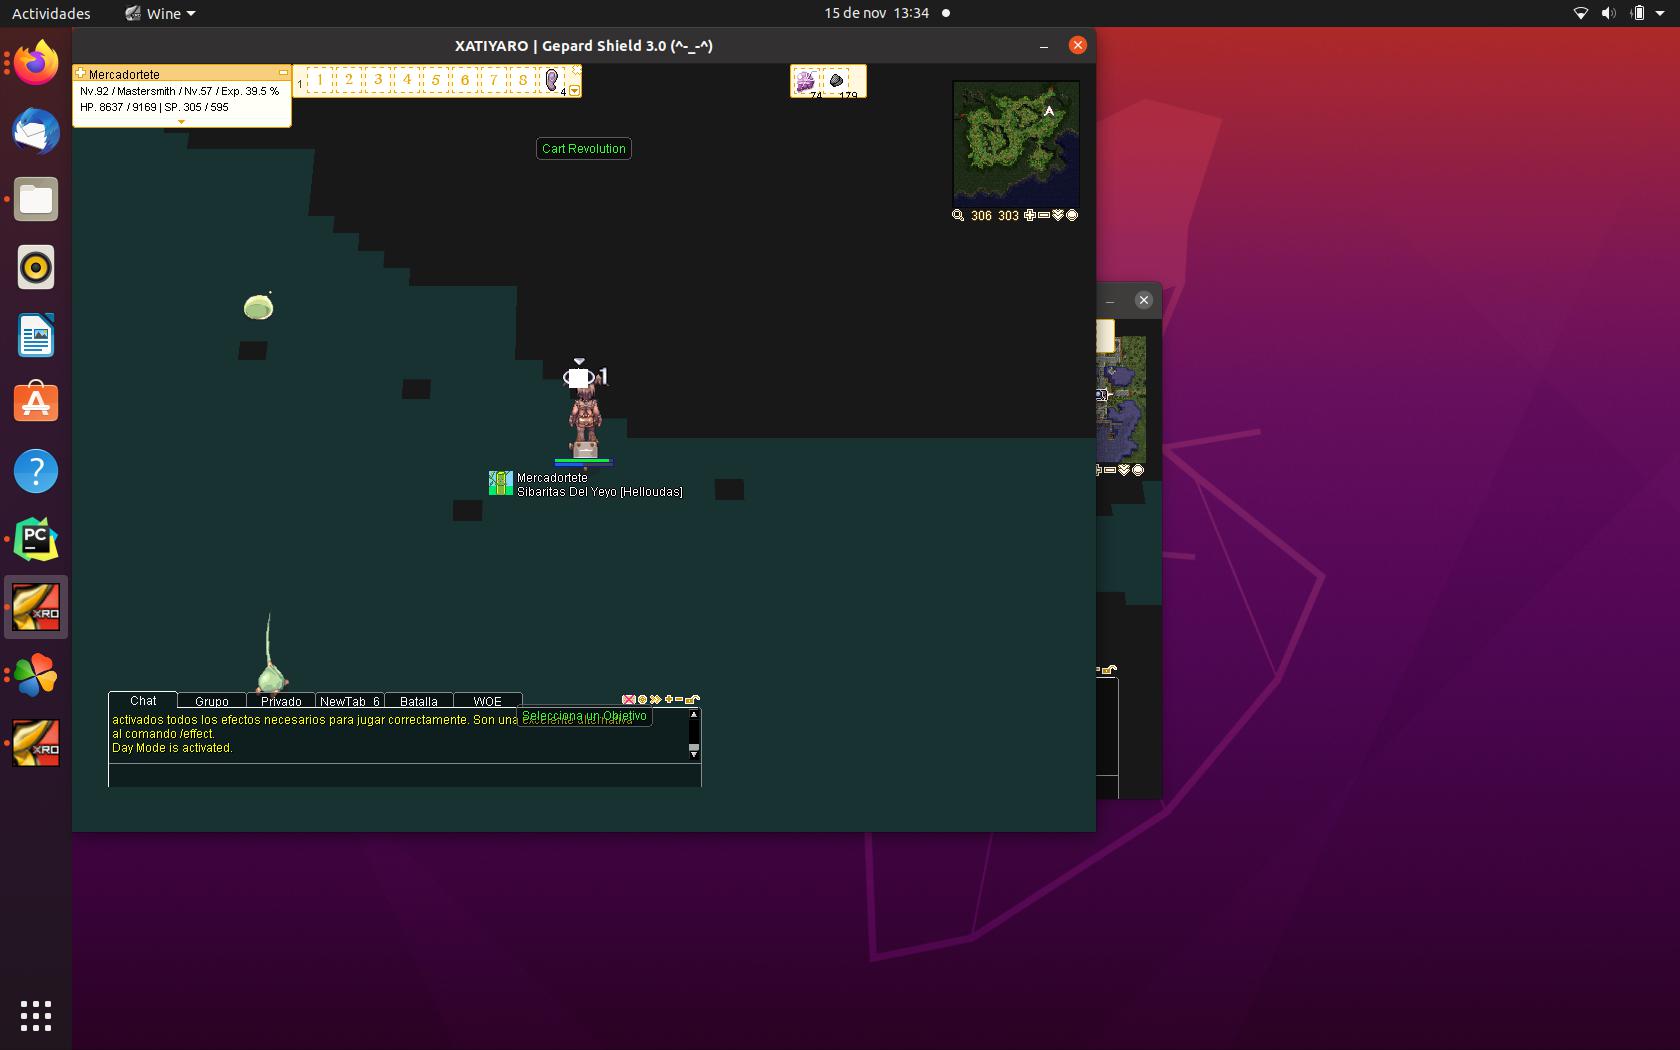 Actividades
Wine
15 de nov 13:34
XATIYARO | Gepard Shield 3.0 (^-_-^)
Mercadortete
Nv.92 / Mastersmith / Nv.57 / Exp. 39.5 %
HP. 8637 / 9169 | SP. 305 / 595
1 1 2 3 4 5 6 7 8 4
74 179
Cart Revolution
A
306 303
1
Mercadortete
Sibaritas Del Yeyo [Helloudas]
Chat Grupo Privado NewTab_6 Batalla WOE
Selecciona un Objetivo
activados todos los efectos necesarios para jugar correctamente. Son una excelente alternativa
al comando /effect.
Day Mode is activated.
PC
XRO
XRO